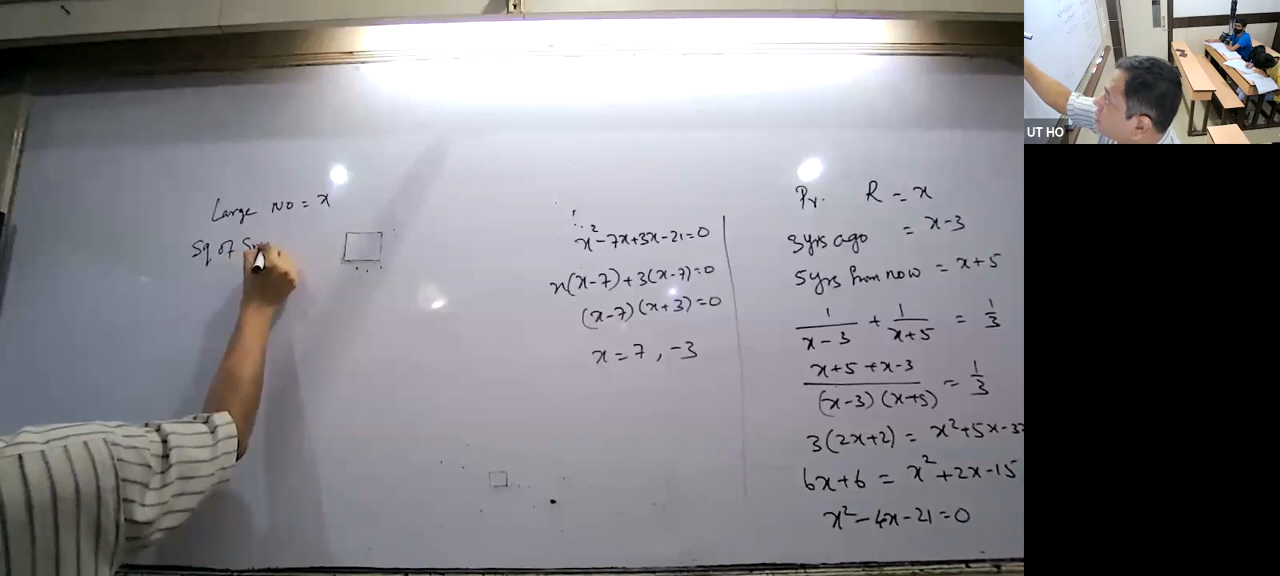 Large No = x
Sq of
∴ x²-7x+3x-21=0
x(x-7)+3(x-7)=0
(x-7)(x+3)=0
x=7,-3
Pr. R = x
3yrs ago = x-3
5yrs from now = x+5
1/(x-3) + 1/(x+5) = 1/3
(x+5+x-3)/((x-3)(x+5)) = 1/3
3(2x+2) = x²+5x-3
6x+6 = x²+2x-15
x²-4x-21=0
UT HO